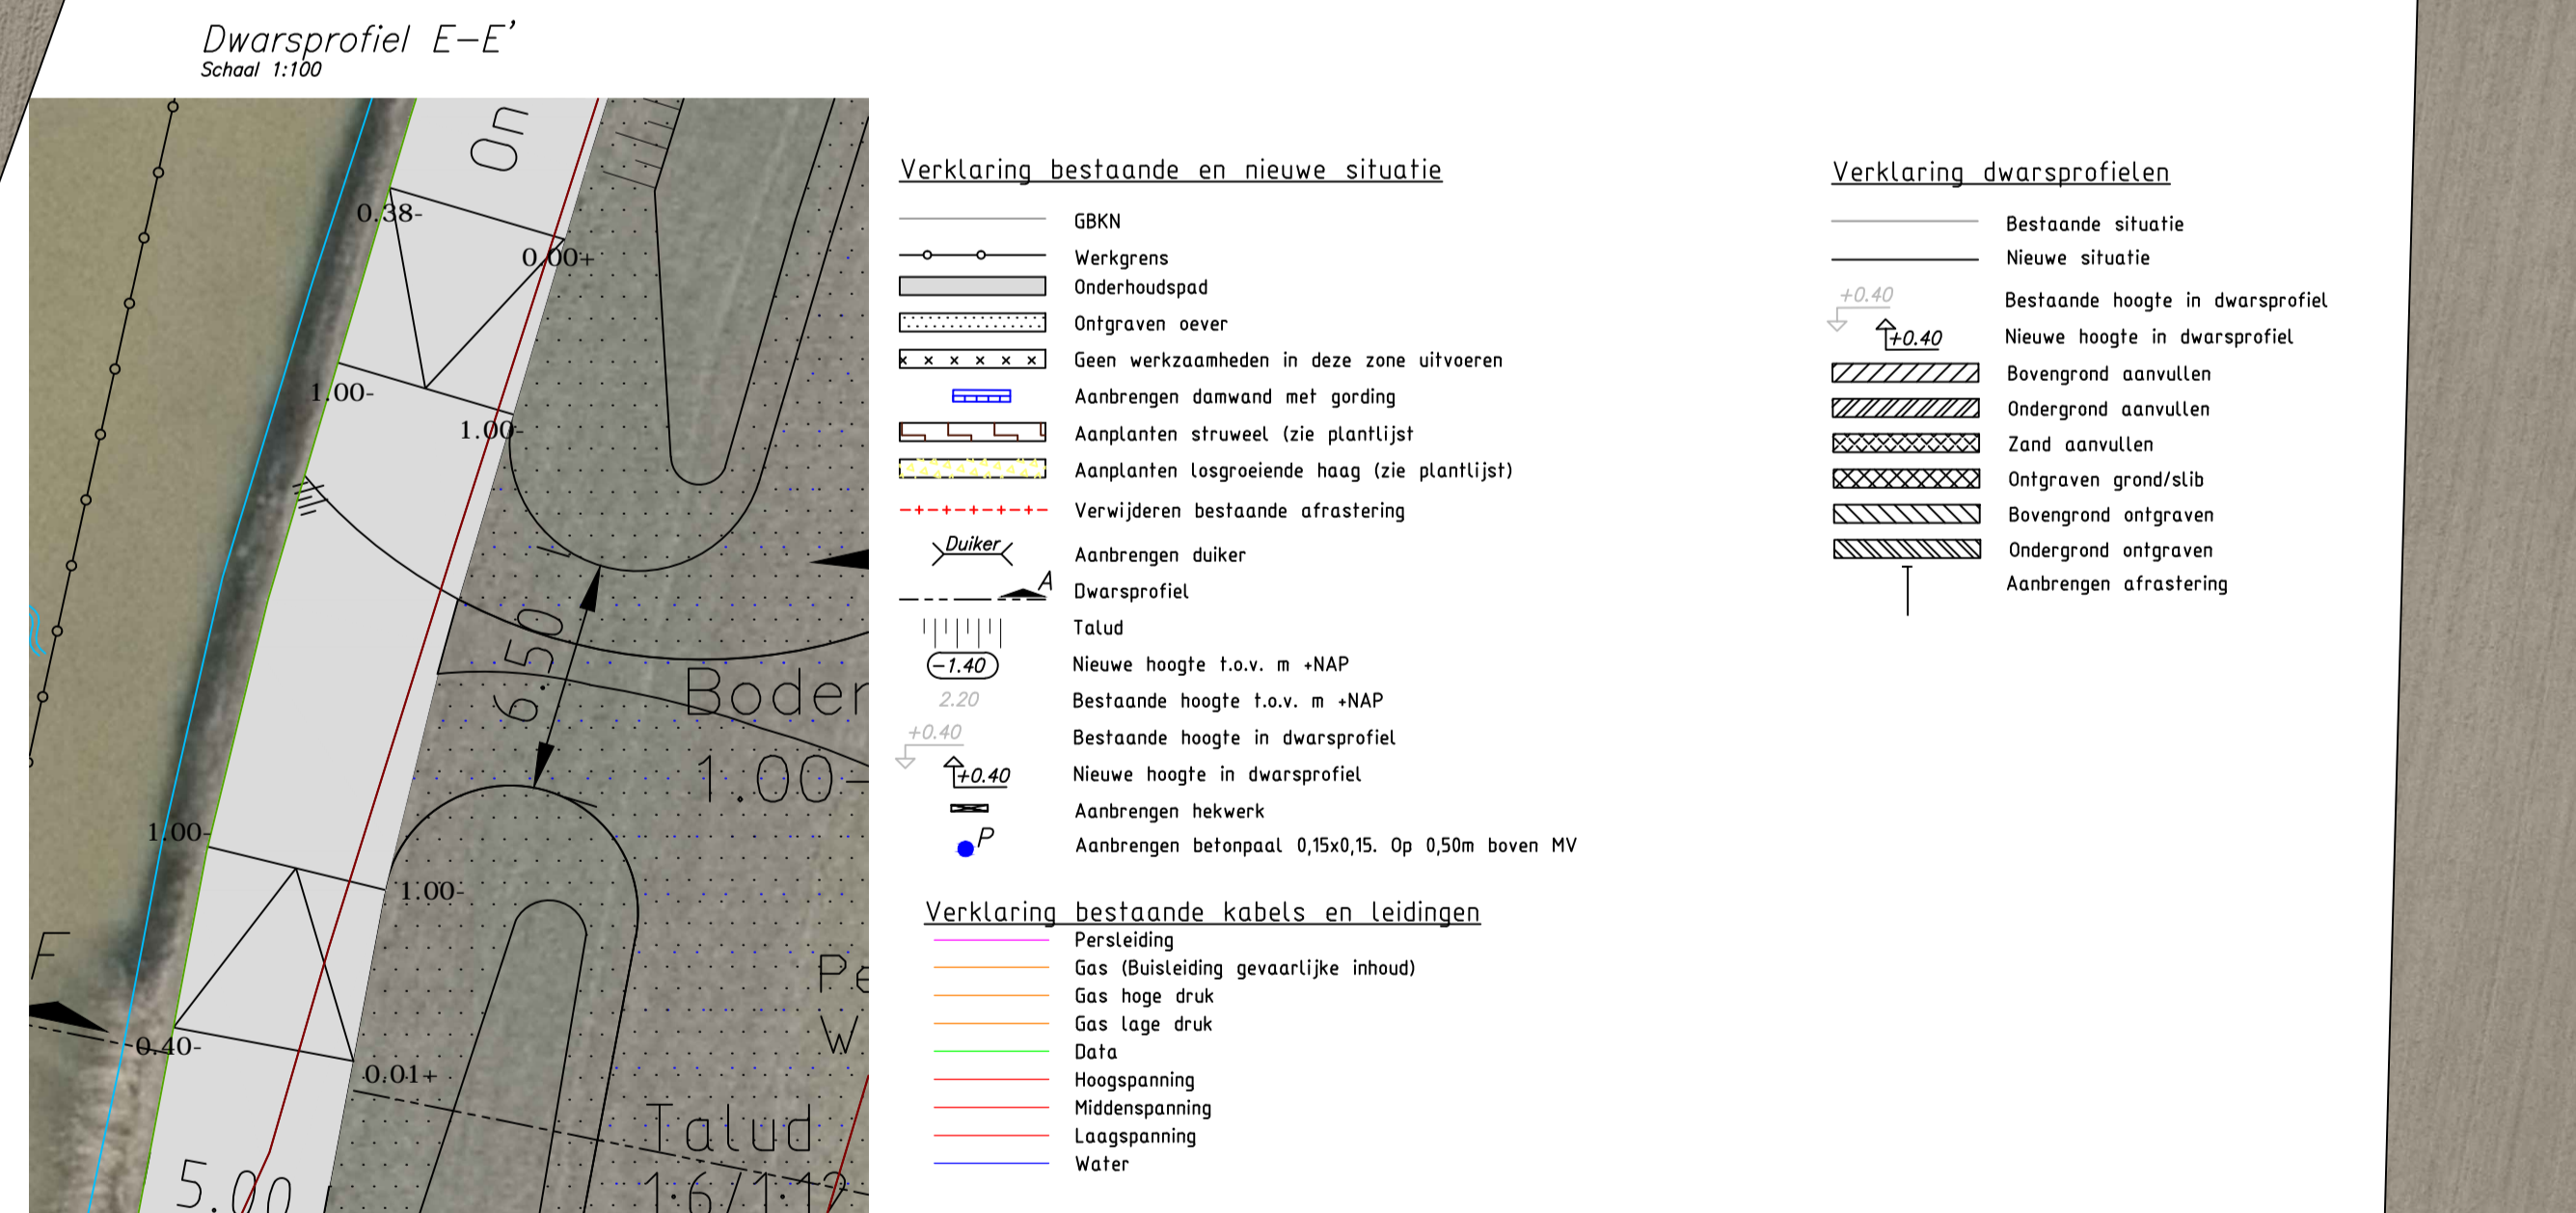 Dwarsprofiel E-E'
Schaal 1:100
On
0.38-
0.00+
1.00-
1.00-
6.50
Boden
1.00-
1.00-
1.00-
F
0.40-
0.01+
Talud
1:6/1:12
5.00
Pe
W
Verklaring bestaande en nieuwe situatie
GBKN
Werkgrens
Onderhoudspad
Ontgraven oever
Geen werkzaamheden in deze zone uitvoeren
Aanbrengen damwand met gording
Aanplanten struweel (zie plantlijst
Aanplanten losgroeiende haag (zie plantlijst)
Verwijderen bestaande afrastering
Duiker Aanbrengen duiker
A Dwarsprofiel
Talud
-1.40 Nieuwe hoogte t.o.v. m +NAP
2.20 Bestaande hoogte t.o.v. m +NAP
+0.40 Bestaande hoogte in dwarsprofiel
+0.40 Nieuwe hoogte in dwarsprofiel
Aanbrengen hekwerk
P Aanbrengen betonpaal 0,15x0,15. Op 0,50m boven MV
Verklaring bestaande kabels en leidingen
Persleiding
Gas (Buisleiding gevaarlijke inhoud)
Gas hoge druk
Gas lage druk
Data
Hoogspanning
Middenspanning
Laagspanning
Water
Verklaring dwarsprofielen
Bestaande situatie
Nieuwe situatie
+0.40 Bestaande hoogte in dwarsprofiel
+0.40 Nieuwe hoogte in dwarsprofiel
Bovengrond aanvullen
Ondergrond aanvullen
Zand aanvullen
Ontgraven grond/slib
Bovengrond ontgraven
Ondergrond ontgraven
Aanbrengen afrastering